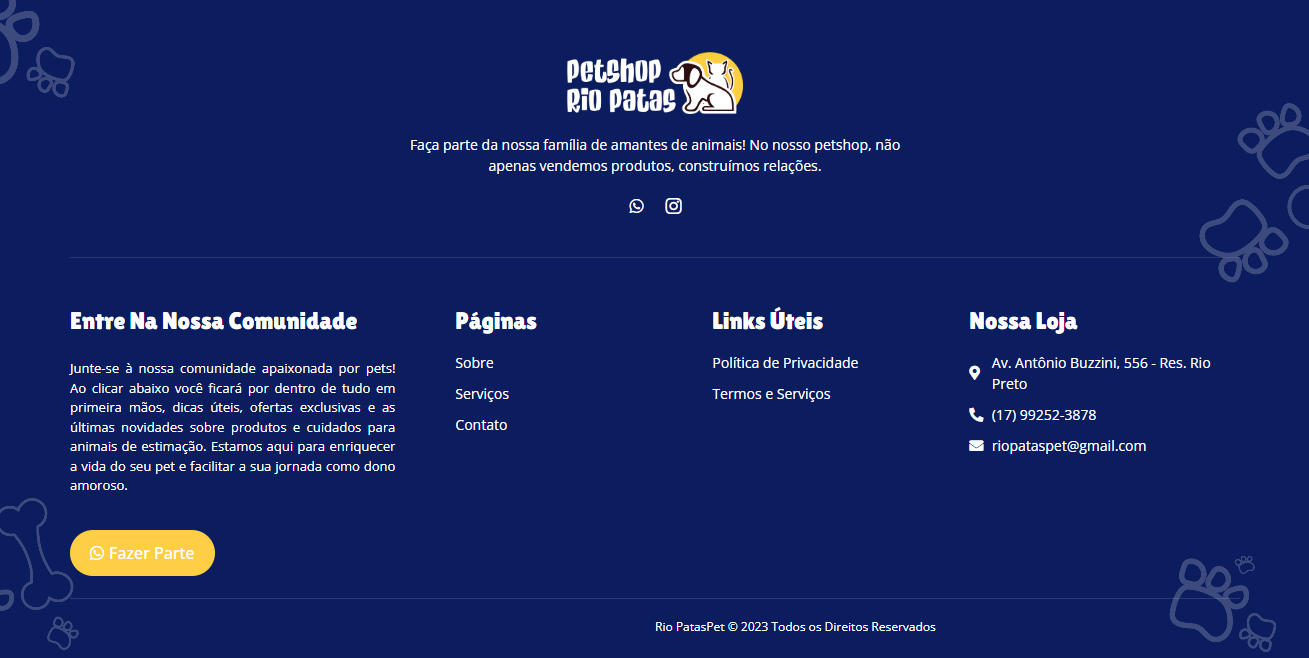 PetShop
Rio Patas
Faça parte da nossa família de amantes de animais! No nosso petshop, não
apenas vendemos produtos, construímos relações.
Entre Na Nossa Comunidade
Junte-se à nossa comunidade apaixonada por pets!
Ao clicar abaixo você ficará por dentro de tudo em
primeira mãos, dicas úteis, ofertas exclusivas e as
últimas novidades sobre produtos e cuidados para
animais de estimação. Estamos aqui para enriquecer
a vida do seu pet e facilitar a sua jornada como dono
amoroso.
Fazer Parte
Páginas
Sobre
Serviços
Contato
Links Úteis
Política de Privacidade
Termos e Serviços
Nossa Loja
Av. Antônio Buzzini, 556 - Res. Rio
Preto
(17) 99252-3878
riopataspet@gmail.com
Rio PatasPet © 2023 Todos os Direitos Reservados